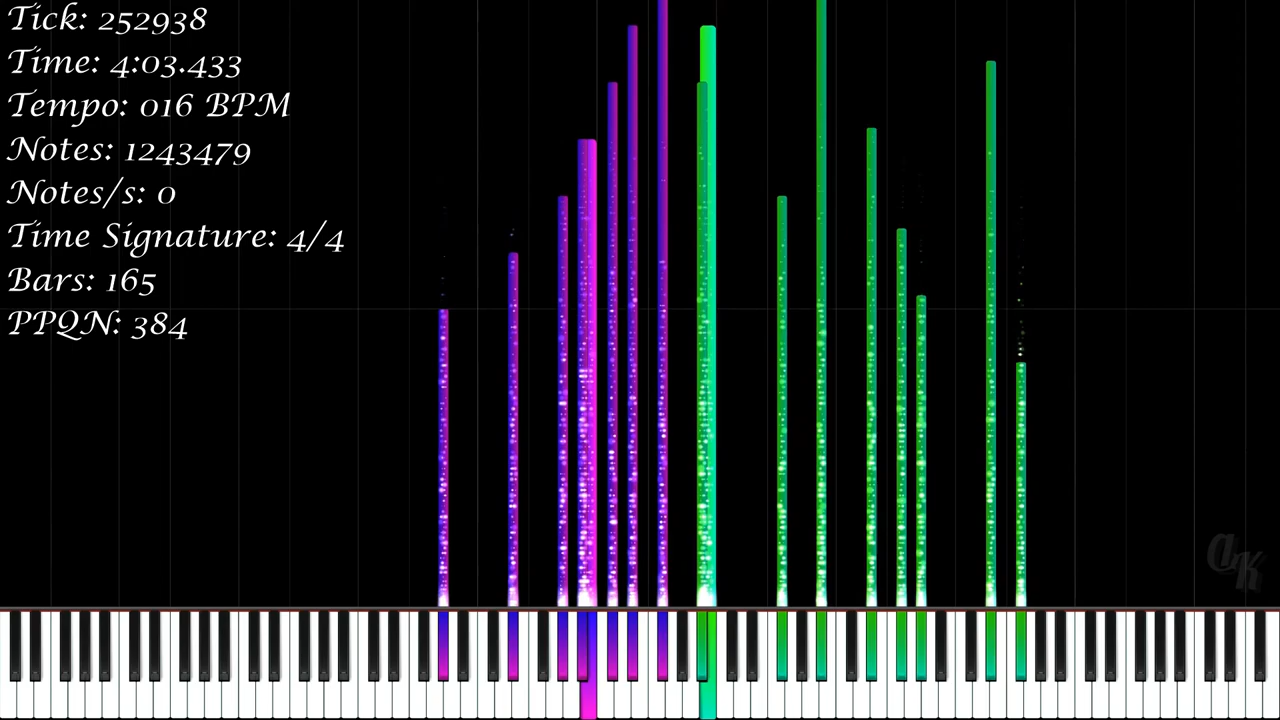 Tick: 252938
Time: 4:03.433
Tempo: 016 BPM
Notes: 1243479
Notes/s: 0
Time Signature: 4/4
Bars: 165
PPQN: 384
aK